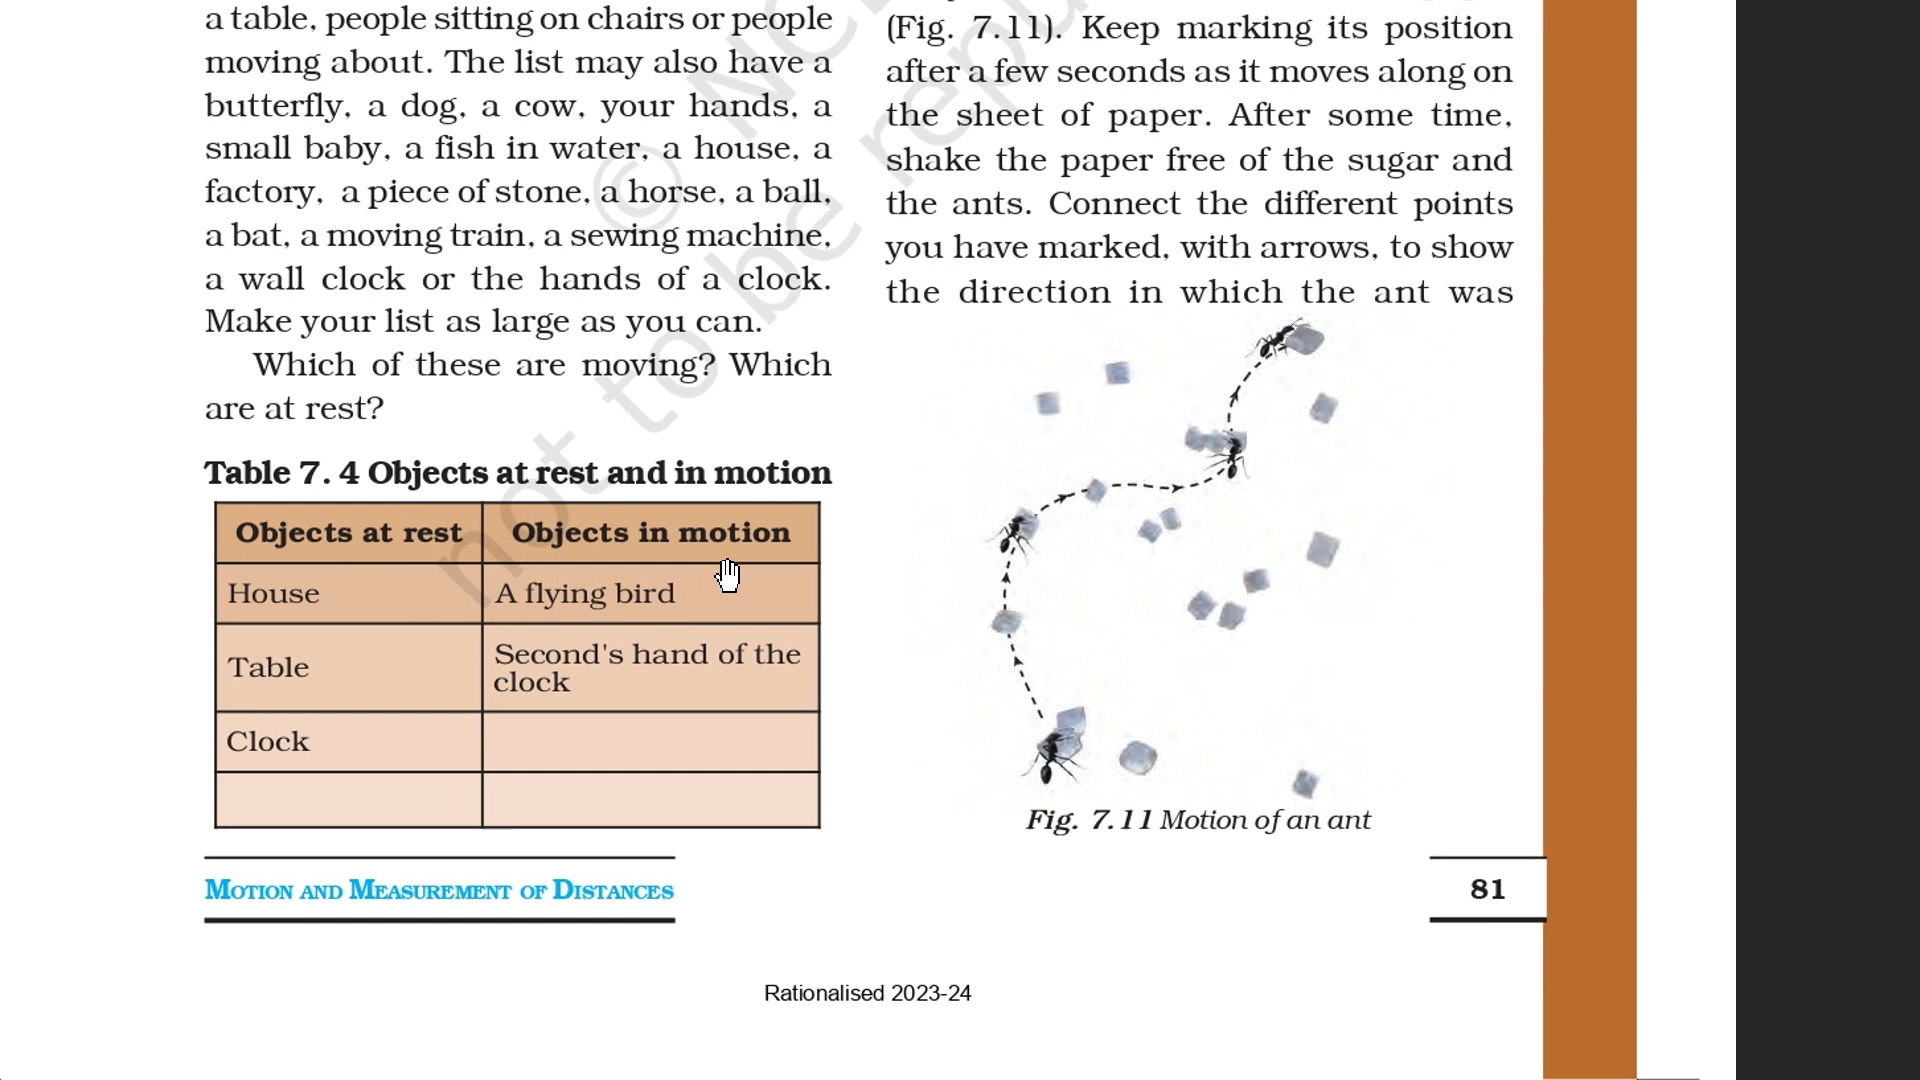 a table, people sitting on chairs or people
moving about. The list may also have a
butterfly, a dog, a cow, your hands, a
small baby, a fish in water, a house, a
factory, a piece of stone, a horse, a ball,
a bat, a moving train, a sewing machine,
a wall clock or the hands of a clock.
Make your list as large as you can.
Which of these are moving? Which
are at rest?
Table 7. 4 Objects at rest and in motion
Objects at rest
Objects in motion
House
A flying bird
Table
Second's hand of the
clock
Clock
(Fig. 7.11). Keep marking its position
after a few seconds as it moves along on
the sheet of paper. After some time,
shake the paper free of the sugar and
the ants. Connect the different points
you have marked, with arrows, to show
the direction in which the ant was
Fig. 7.11 Motion of an ant
MOTION AND MEASUREMENT OF DISTANCES
81
Rationalised 2023-24
not to be